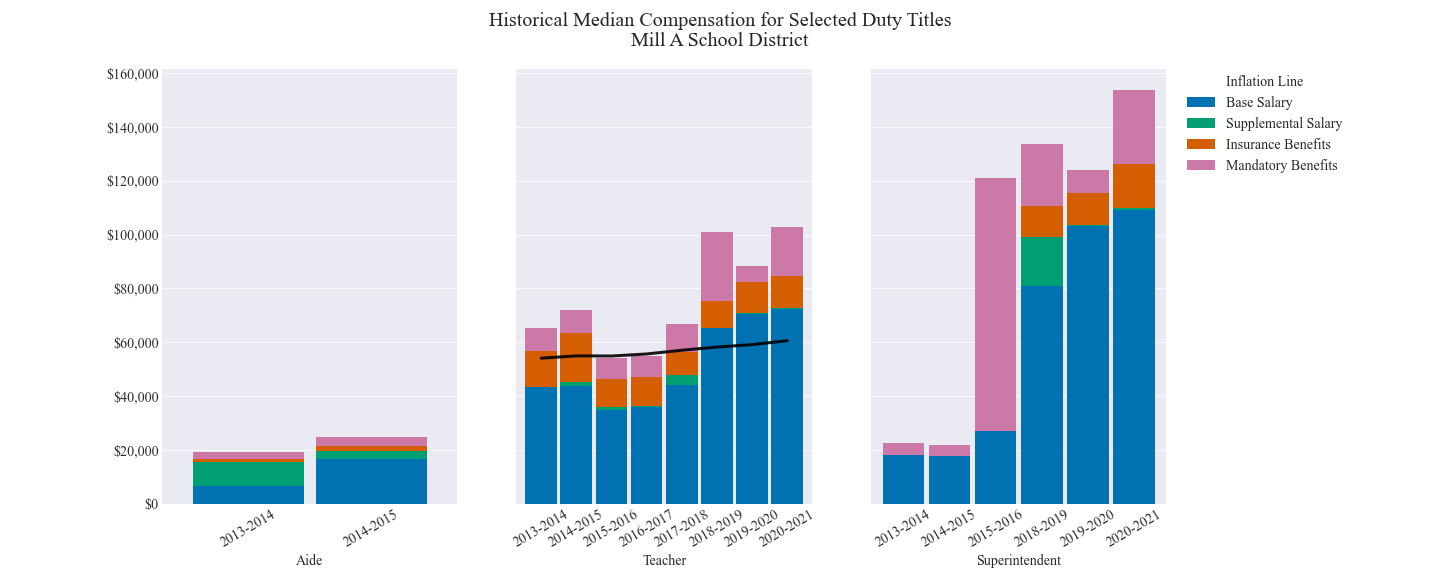 Historical Median Compensation for Selected Duty Titles
Mill A School District
$160,000
$140,000
$120,000
$100,000
$80,000
$60,000
$40,000
$20,000
$0
2013-2014
2014-2015
Aide
2013-2014
2014-2015
2015-2016
2016-2017
2017-2018
2018-2019
2019-2020
2020-2021
Teacher
2013-2014
2014-2015
2015-2016
2018-2019
2019-2020
2020-2021
Superintendent
Inflation Line
Base Salary
Supplemental Salary
Insurance Benefits
Mandatory Benefits